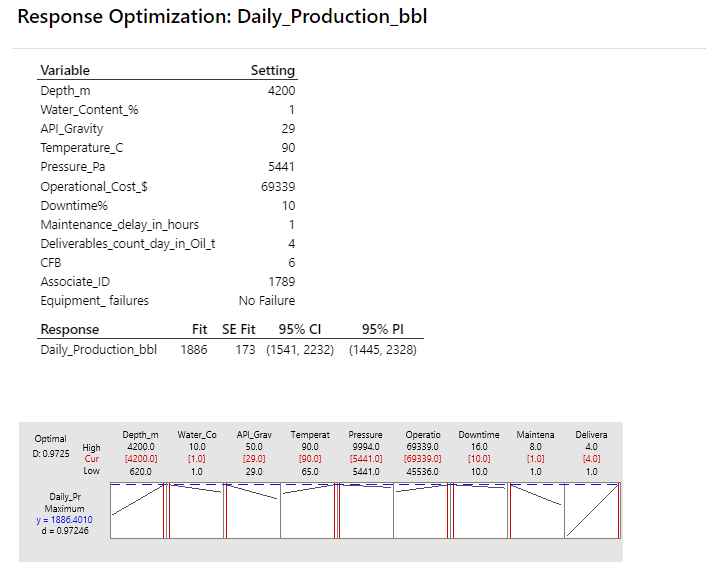 Response Optimization: Daily_Production_bbl
Variable Setting
Depth_m 4200
Water_Content_% 1
API_Gravity 29
Temperature_C 90
Pressure_Pa 5441
Operational_Cost_$ 69339
Downtime% 10
Maintenance_delay_in_hours 1
Deliverables_count_day_in_Oil_t 4
CFB 6
Associate_ID 1789
Equipment_ failures No Failure
Response Fit SE Fit 95% CI 95% PI
Daily_Production_bbl 1886 173 (1541, 2232) (1445, 2328)
Optimal Depth_m Water_Co API_Grav Temperat Pressure Operatio Downtime Maintena Delivera
High 4200.0 10.0 50.0 90.0 9994.0 69339.0 16.0 8.0 4.0
D: 0.9725 Cur [4200.0] [1.0] [29.0] [90.0] [5441.0] [69339.0] [10.0] [1.0] [4.0]
Low 620.0 1.0 29.0 65.0 5441.0 45536.0 10.0 1.0 1.0
Daily_Pr
Maximum
y = 1886.4010
d = 0.97246